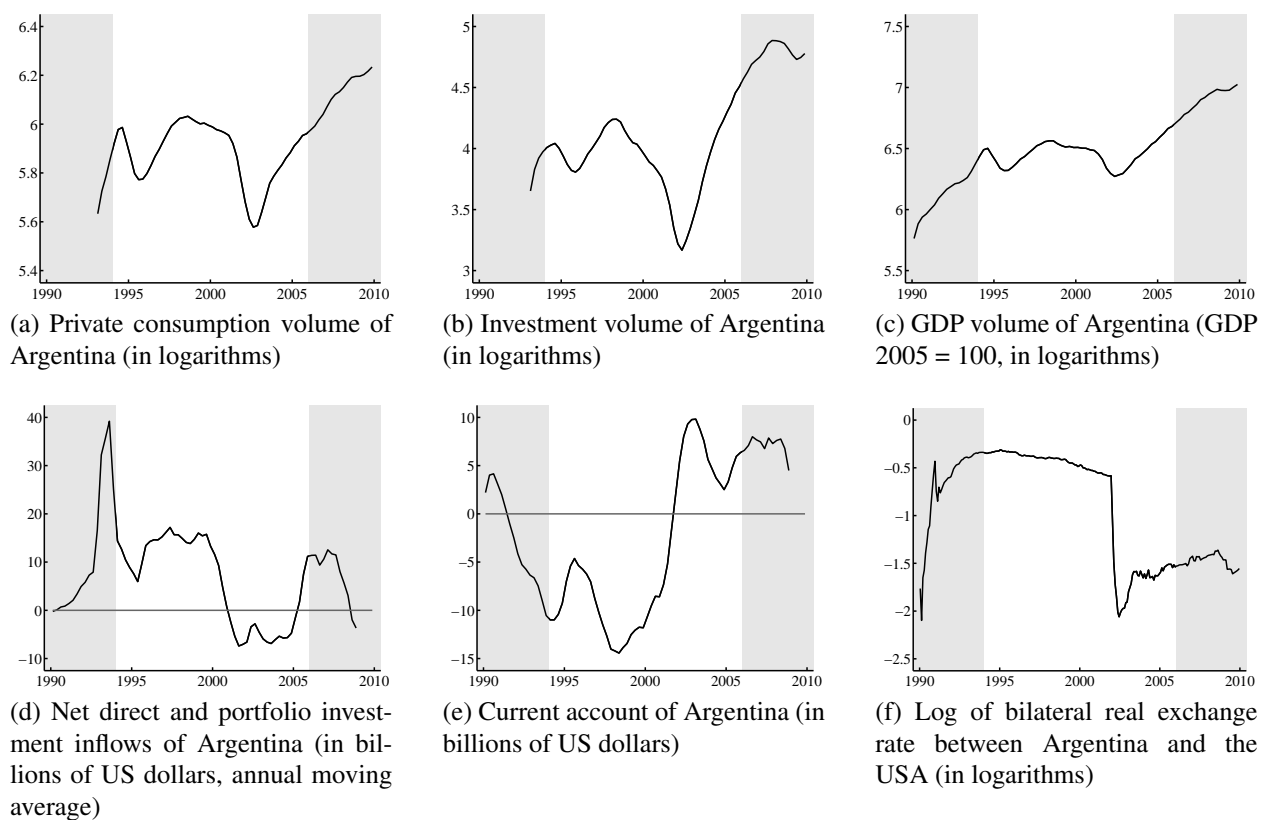 6.4
6.2
6
5.8
5.6
5.4
1990 1995 2000 2005 2010
(a) Private consumption volume of
Argentina (in logarithms)
5
4.5
4
3.5
3
1990 1995 2000 2005 2010
(b) Investment volume of Argentina
(in logarithms)
7.5
7
6.5
6
5.5
1990 1995 2000 2005 2010
(c) GDP volume of Argentina (GDP
2005 = 100, in logarithms)
40
30
20
10
0
−10
1990 1995 2000 2005 2010
(d) Net direct and portfolio invest-
ment inflows of Argentina (in bil-
lions of US dollars, annual moving
average)
10
5
0
−5
−10
−15
1990 1995 2000 2005 2010
(e) Current account of Argentina (in
billions of US dollars)
0
−0.5
−1
−1.5
−2
−2.5
1990 1995 2000 2005 2010
(f) Log of bilateral real exchange
rate between Argentina and the
USA (in logarithms)